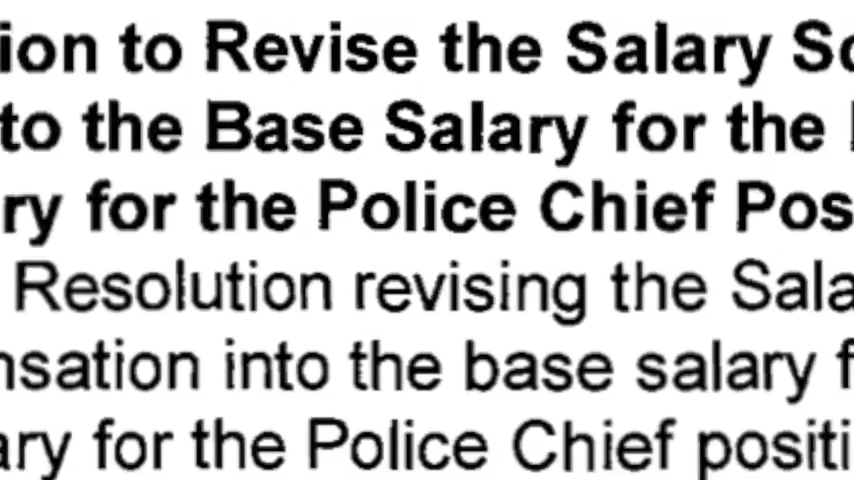 ion to Revise the Salary Sc
to the Base Salary for the
ry for the Police Chief Pos
Resolution revising the Sala
nsation into the base salary f
ary for the Police Chief positi